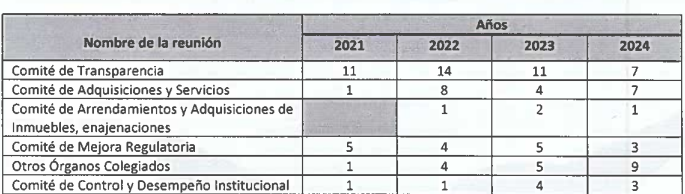 Nombre de la reunión Años
2021 2022 2023 2024
Comité de Transparencia 11 14 11 7
Comité de Adquisiciones y Servicios 1 8 4 7
Comité de Arrendamientos y Adquisiciones de
Inmuebles, enajenaciones 1 2 1
Comité de Mejora Regulatoria 5 4 5 3
Otros Órganos Colegiados 1 4 5 9
Comité de Control y Desempeño Institucional 1 1 4 3